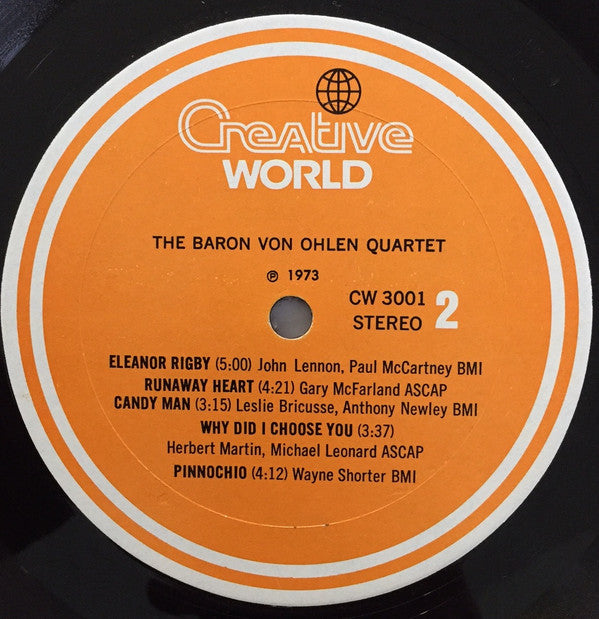 Creative
WORLD
THE BARON VON OHLEN QUARTET
℗ 1973
CW 3001 2
STEREO
ELEANOR RIGBY (5:00) John Lennon, Paul McCartney BMI
RUNAWAY HEART (4:21) Gary McFarland ASCAP
CANDY MAN (3:15) Leslie Bricusse, Anthony Newley BMI
WHY DID I CHOOSE YOU (3:37)
Herbert Martin, Michael Leonard ASCAP
PINNOCHIO (4:12) Wayne Shorter BMI